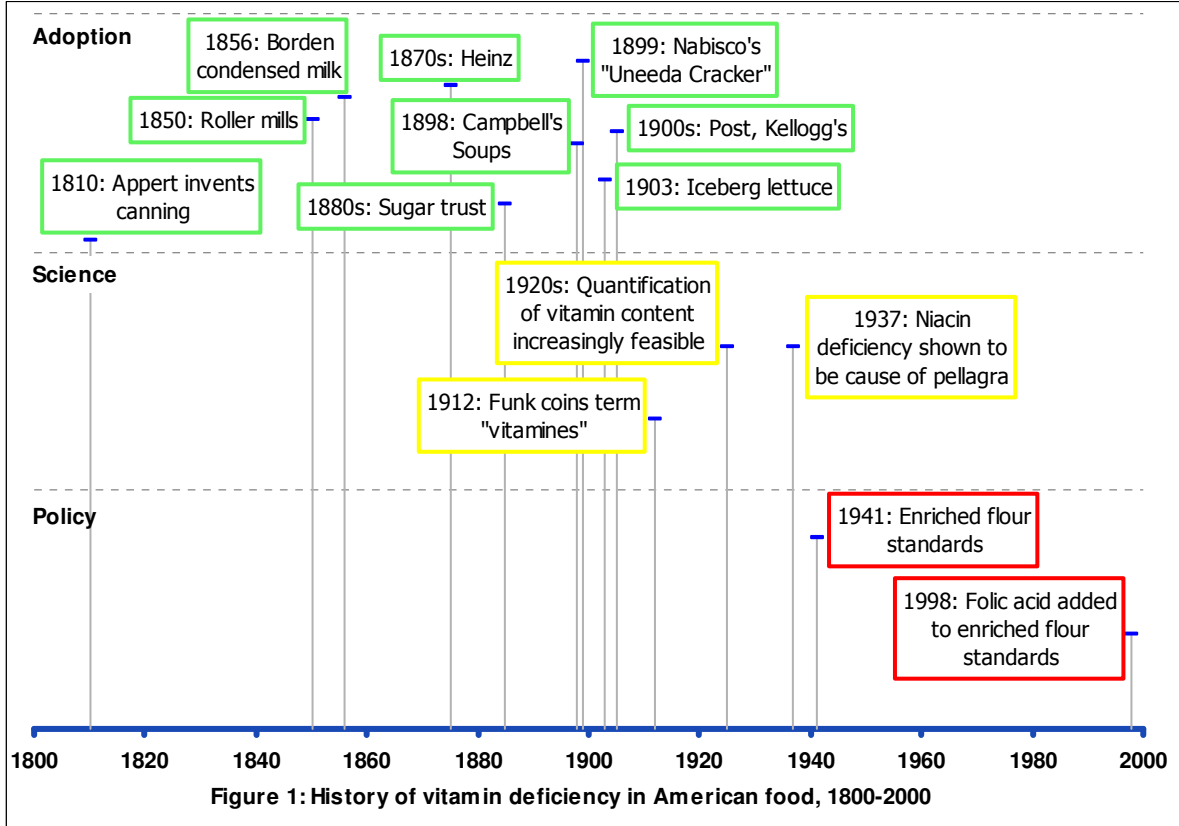 Adoption
1856: Borden
condensed milk
1870s: Heinz
1899: Nabisco's
"Uneeda Cracker"
1850: Roller mills
1898: Campbell's
Soups
1900s: Post, Kellogg's
1810: Appert invents
canning
1880s: Sugar trust
1903: Iceberg lettuce
Science
1920s: Quantification
of vitamin content
increasingly feasible
1937: Niacin
deficiency shown to
be cause of pellagra
1912: Funk coins term
"vitamines"
Policy
1941: Enriched flour
standards
1998: Folic acid added
to enriched flour
standards
1800 1820 1840 1860 1880 1900 1920 1940 1960 1980 2000
Figure 1: History of vitamin deficiency in American food, 1800-2000